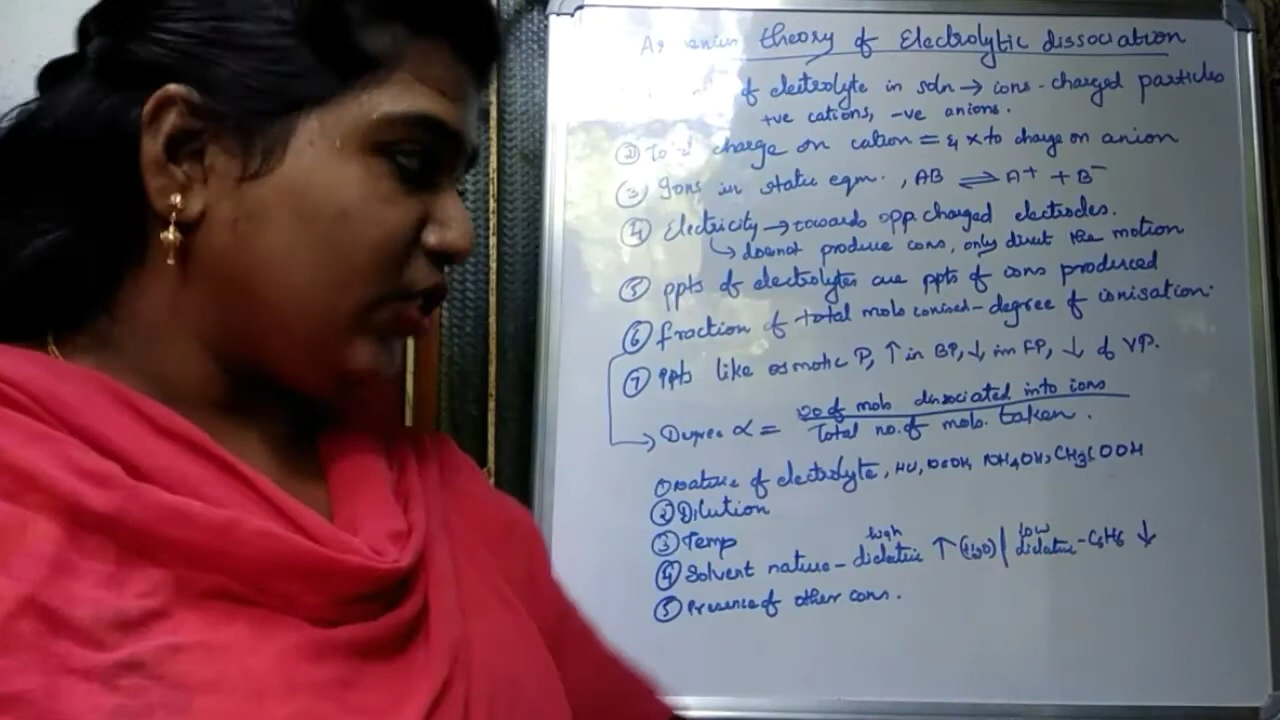 theory of Electrolytic dissociation
of electrolyte in soln → ions - charged particles
+ve cations, -ve anions.
② charge on cation = & x to charge on anion
③ Ions in static eqm. , AB ⇌ A⁺ + B⁻
④ Electricity → towards opp. charged electrodes.
↳ doesnot produce ions, only direct the motion
⑤ ppts of electrolytes are ppts of ions produced
⑥ fraction of total mols ionised - degree of ionisation.
⑦ ppts like osmotic P, ↑ in BP, ↓ in FP, ↓ of VP.
→ Degree α = no of mols dissociated into ions
Total no. of mols. taken.
① nature of electrolyte, HCl, NH4OH, CH3COOH
② Dilution
③ Temp
④ Solvent nature - high dielectric ↑ (H2O) | low dielectric - C6H6 ↓
⑤ Presence of other ions.